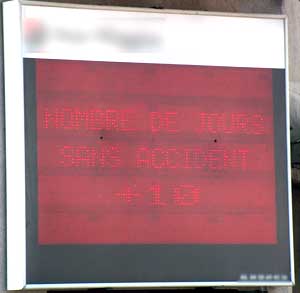 NOMBRE DE JOURS
SANS ACCIDENT
+10